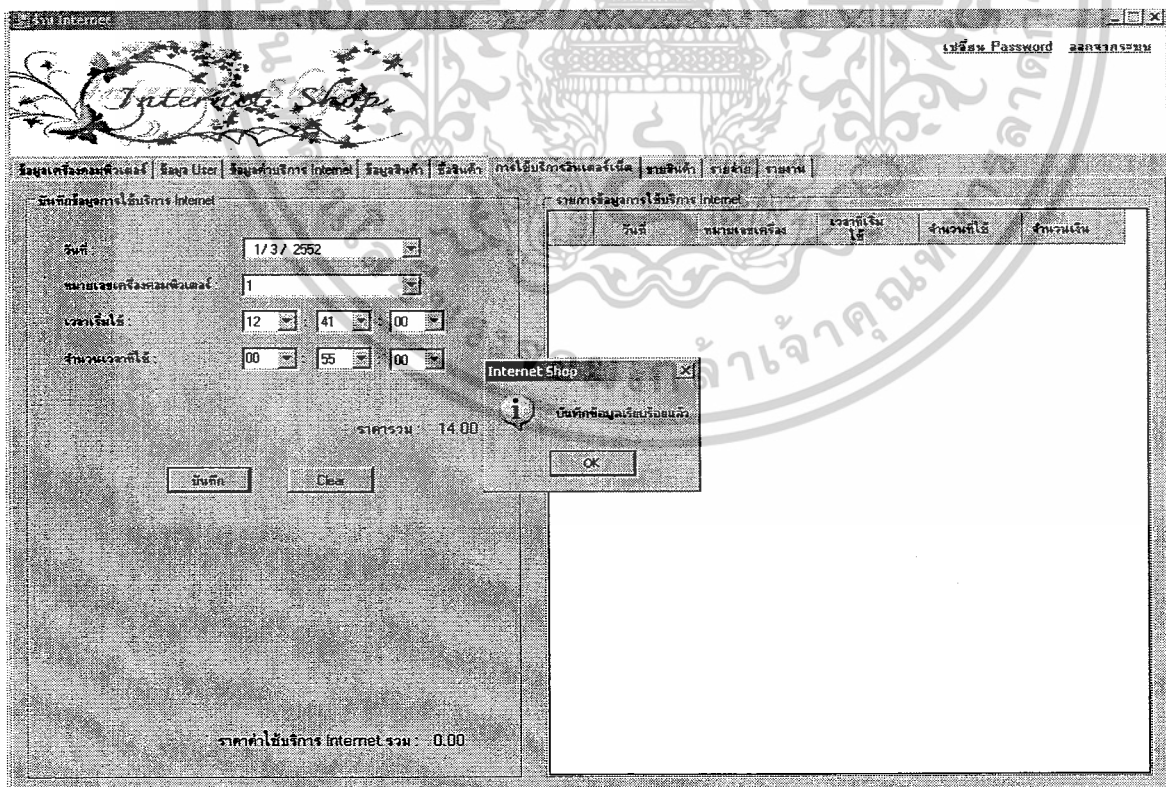 ร้าน Internet
เปลี่ยน Password ออกจากระบบ
Internet Shop
ข้อมูลเครื่องคอมพิวเตอร์ ข้อมูล User ข้อมูลค่าบริการ Internet ข้อมูลสินค้า ซื้อสินค้า การใช้บริการอินเตอร์เน็ต ขายสินค้า รายจ่าย รายงาน
บันทึกข้อมูลการใช้บริการ Internet
วันที่ : 1/ 3 / 2552
หมายเลขเครื่องคอมพิวเตอร์ 1
เวลาเริ่มใช้ : 12 : 41 : 00
จำนวนเวลาที่ใช้ : 00 : 55 : 00
ราคารวม : 14.00
บันทึก Clear
ราคาค่าใช้บริการ Internet รวม : 0.00
รายการข้อมูลการใช้บริการ Internet
วันที่ หมายเลขเครื่อง เวลาที่เริ่มใช้ จำนวนที่ใช้ จำนวนเงิน
Internet Shop
บันทึกข้อมูลเรียบร้อยแล้ว
OK